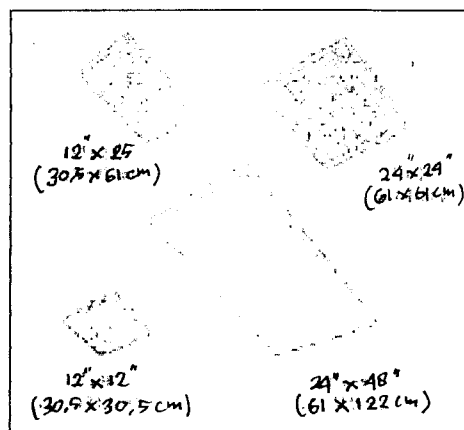 12" x 25
(30,5 x 61 cm)
24" x 24"
(61 x 61 cm)
12" x 12"
(30,5 x 30,5 cm)
24" x 48"
(61 x 122 cm)